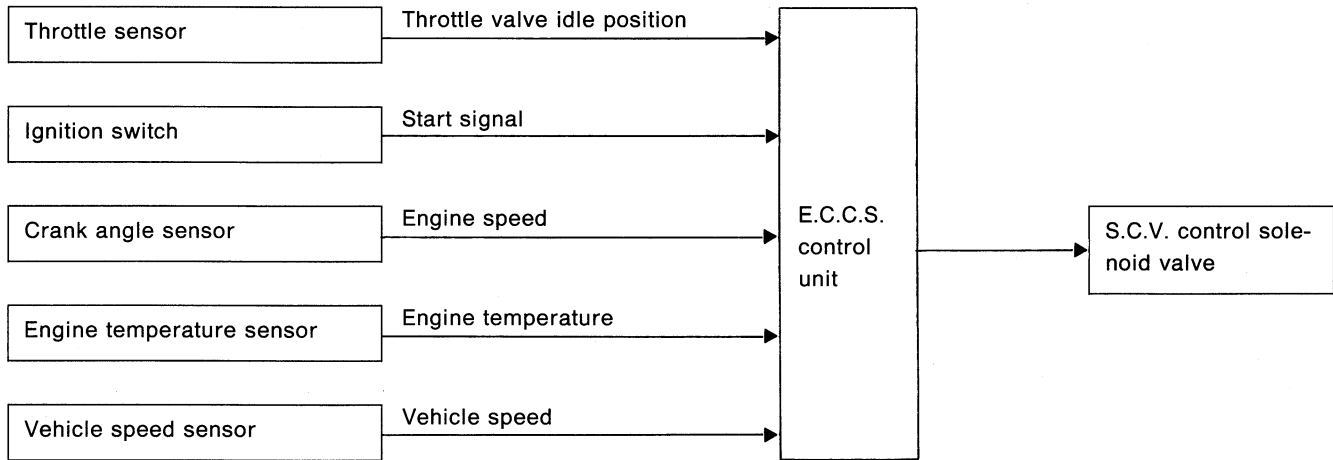 Throttle sensor
Throttle valve idle position
Ignition switch
Start signal
Crank angle sensor
Engine speed
Engine temperature sensor
Engine temperature
Vehicle speed sensor
Vehicle speed
E.C.C.S.
control
unit
S.C.V. control sole-
noid valve